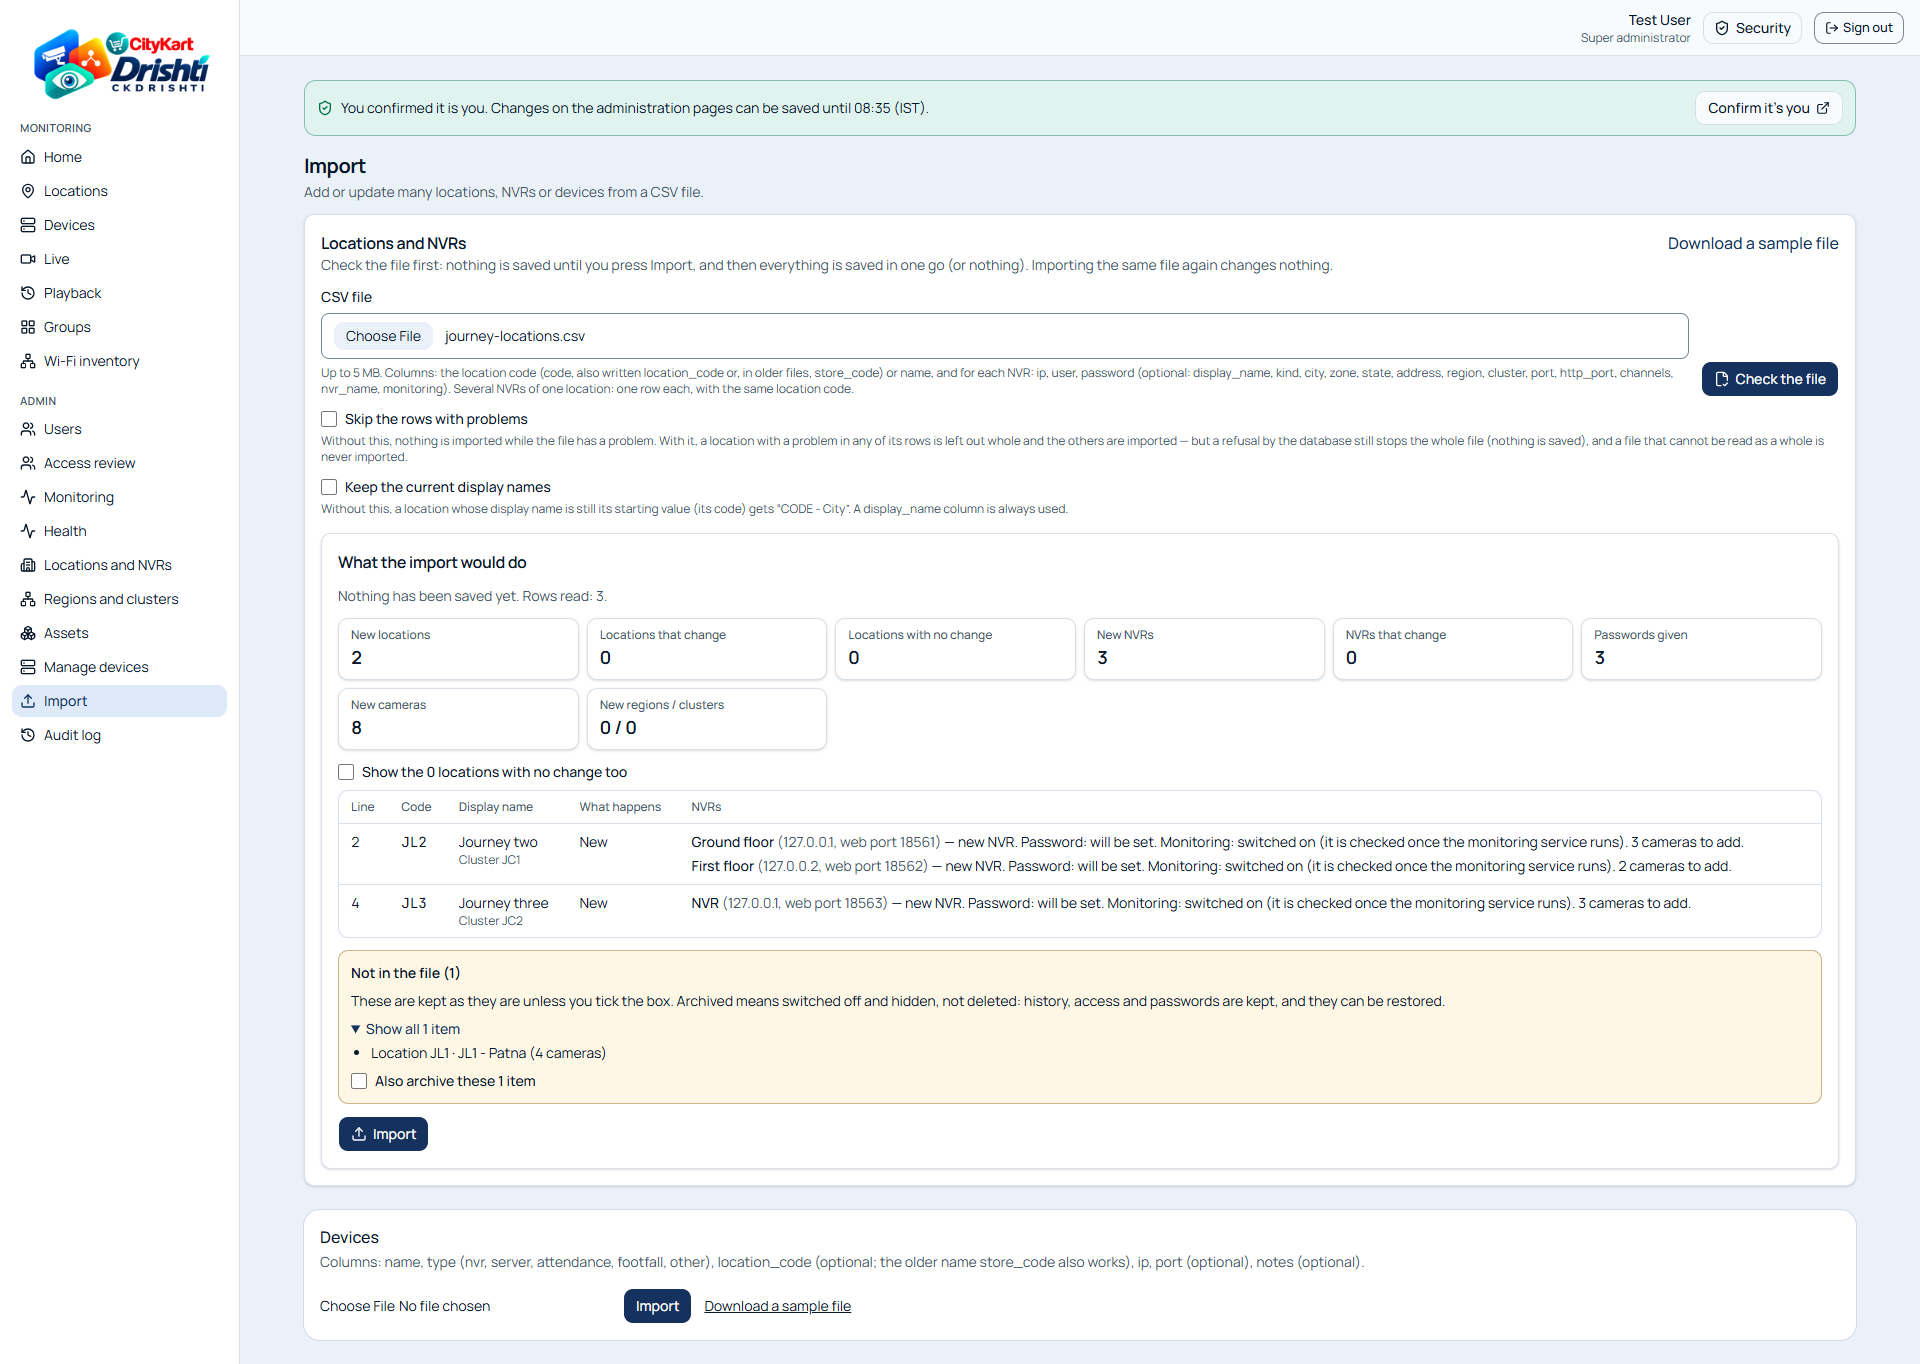 CityKart
Drishti
CKDRISHTI
Test User
Super administrator
Security
Sign out
MONITORING
Home
Locations
Devices
Live
Playback
Groups
Wi-Fi inventory
ADMIN
Users
Access review
Monitoring
Health
Locations and NVRs
Regions and clusters
Assets
Manage devices
Import
Audit log
You confirmed it is you. Changes on the administration pages can be saved until 08:35 (IST).
Confirm it's you
Import
Add or update many locations, NVRs or devices from a CSV file.
Locations and NVRs
Download a sample file
Check the file first: nothing is saved until you press Import, and then everything is saved in one go (or nothing). Importing the same file again changes nothing.
CSV file
Choose File journey-locations.csv
Up to 5 MB. Columns: the location code (code, also written location_code or, in older files, store_code) or name, and for each NVR: ip, user, password (optional: display_name, kind, city, zone, state, address, region, cluster, port, http_port, channels,
nvr_name, monitoring). Several NVRs of one location: one row each, with the same location code.
Check the file
Skip the rows with problems
Without this, nothing is imported while the file has a problem. With it, a location with a problem in any of its rows is left out whole and the others are imported — but a refusal by the database still stops the whole file (nothing is saved), and a file that cannot be read as a whole is
never imported.
Keep the current display names
Without this, a location whose display name is still its starting value (its code) gets “CODE - City”. A display_name column is always used.
What the import would do
Nothing has been saved yet. Rows read: 3.
New locations
2
Locations that change
0
Locations with no change
0
New NVRs
3
NVRs that change
0
Passwords given
3
New cameras
8
New regions / clusters
0 / 0
Show the 0 locations with no change too
Line Code Display name What happens NVRs
2 JL2 Journey two New Ground floor (127.0.0.1, web port 18561) — new NVR. Password: will be set. Monitoring: switched on (it is checked once the monitoring service runs). 3 cameras to add.
Cluster JC1 First floor (127.0.0.2, web port 18562) — new NVR. Password: will be set. Monitoring: switched on (it is checked once the monitoring service runs). 2 cameras to add.
4 JL3 Journey three New NVR (127.0.0.1, web port 18563) — new NVR. Password: will be set. Monitoring: switched on (it is checked once the monitoring service runs). 3 cameras to add.
Cluster JC2
Not in the file (1)
These are kept as they are unless you tick the box. Archived means switched off and hidden, not deleted: history, access and passwords are kept, and they can be restored.
Show all 1 item
Location JL1 · JL1 - Patna (4 cameras)
Also archive these 1 item
Import
Devices
Columns: name, type (nvr, server, attendance, footfall, other), location_code (optional; the older name store_code also works), ip, port (optional), notes (optional).
Choose File No file chosen
Import
Download a sample file